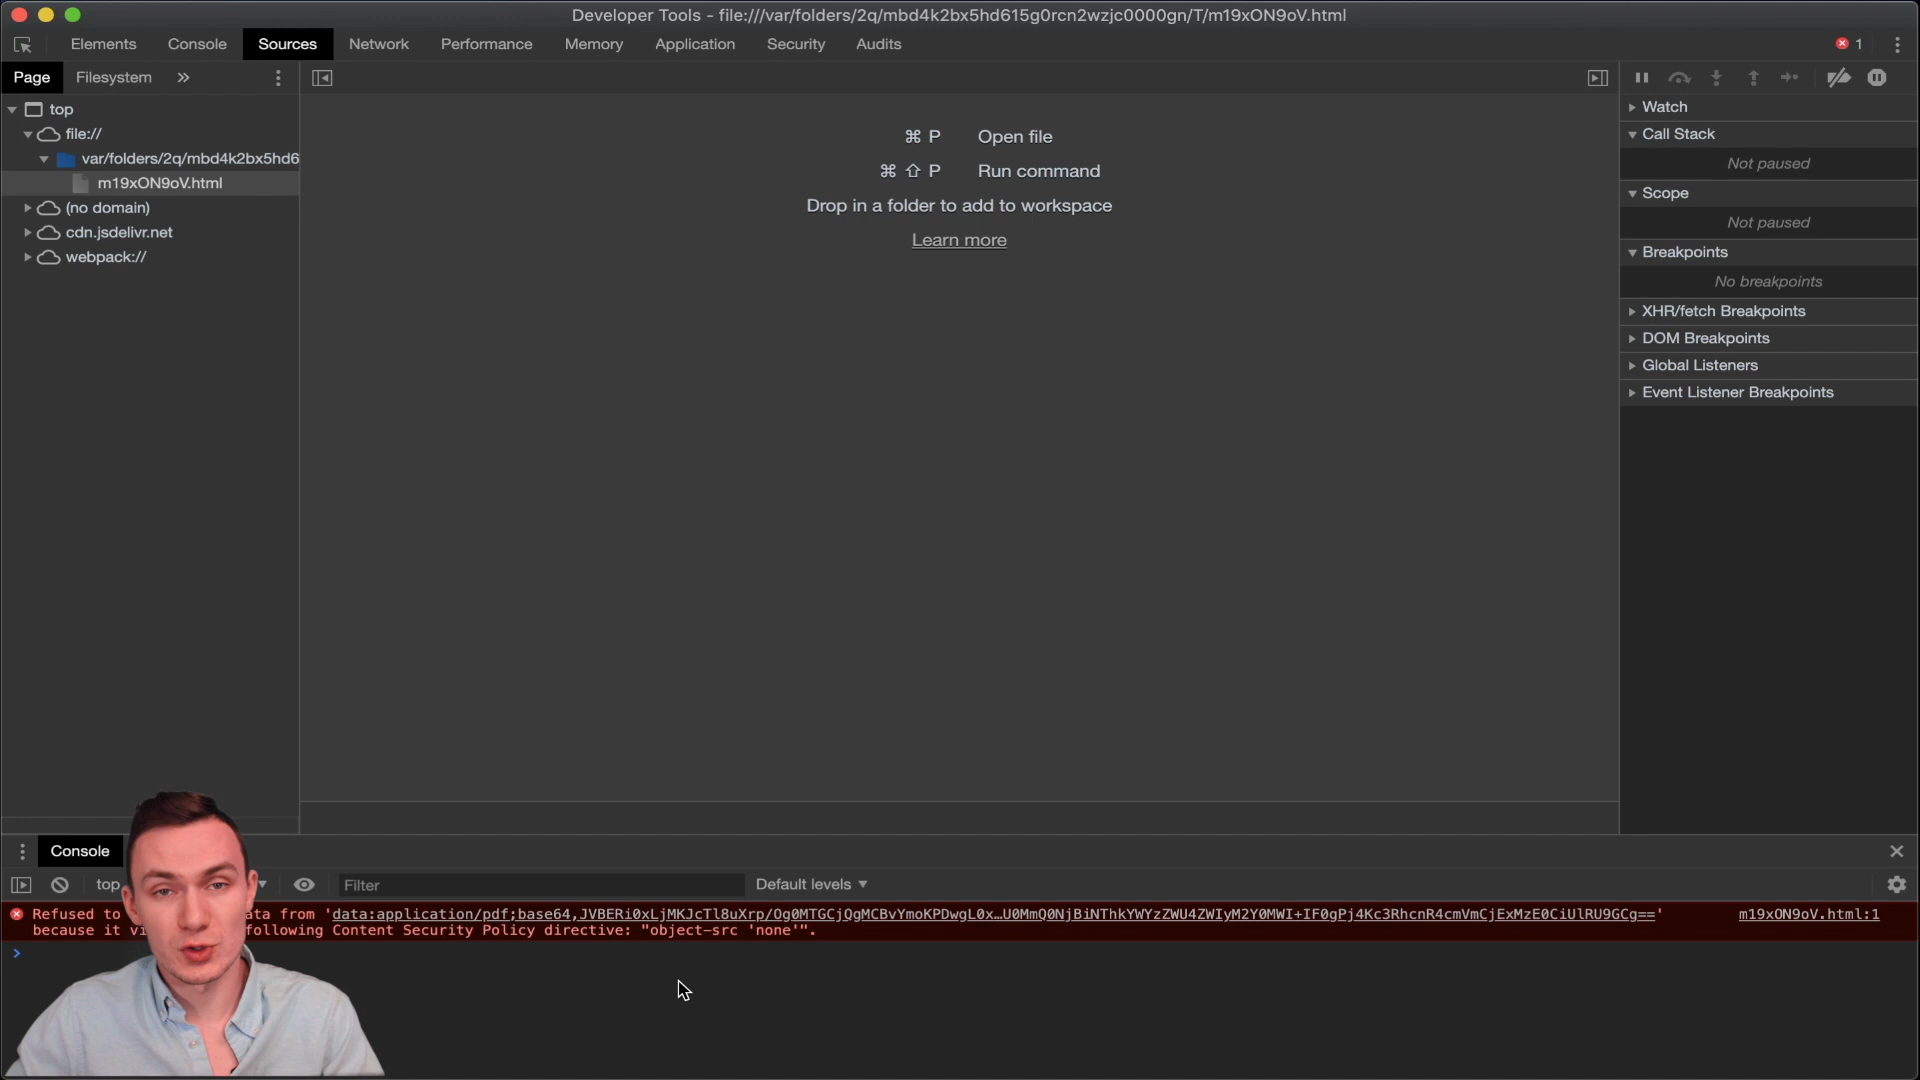 Developer Tools - file:///var/folders/2q/mbd4k2bx5hd615g0rcn2wzjc0000gn/T/m19xON9oV.html
Elements Console Sources Network Performance Memory Application Security Audits 1
Page Filesystem »
top
file://
var/folders/2q/mbd4k2bx5hd6
m19xON9oV.html
(no domain)
cdn.jsdelivr.net
webpack://
⌘ P Open file
⌘ ⇧ P Run command
Drop in a folder to add to workspace
Learn more
Watch
Call Stack
Not paused
Scope
Not paused
Breakpoints
No breakpoints
XHR/fetch Breakpoints
DOM Breakpoints
Global Listeners
Event Listener Breakpoints
Console
top Filter Default levels ▼
Refused to ata from 'data:application/pdf;base64,JVBERi0xLjMKJcTl8uXrp/Og0MTGCjQgMCBvYmoKPDwgL0x…U0MmQ0NjBiNThkYWYzZWU4ZWIyM2Y0MWI+IF0gPj4Kc3RhcnR4cmVmCjExMzE0CiUlRU9GCg==' m19xON9oV.html:1
because it vi following Content Security Policy directive: "object-src 'none'".
>